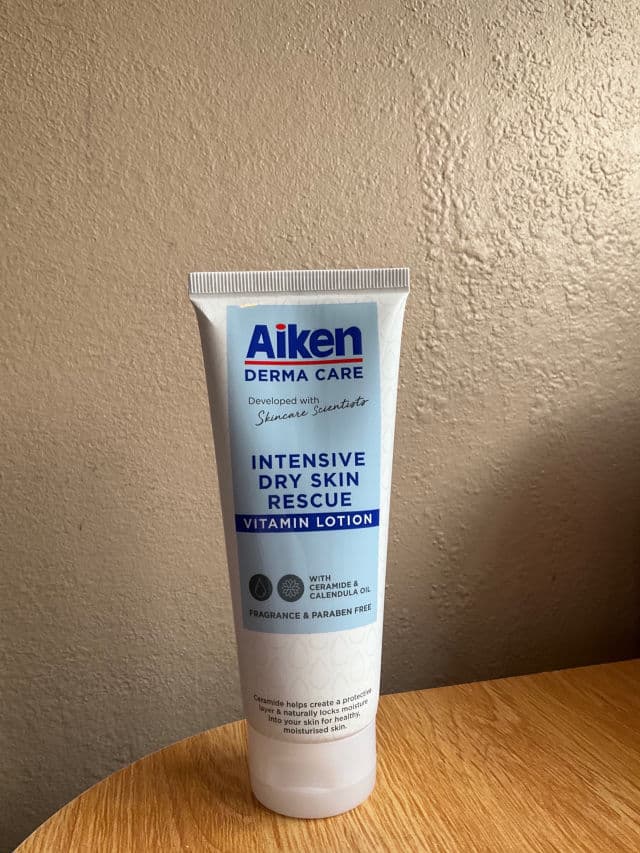 Aiken
DERMA CARE
Developed with
Skincare Scientists
INTENSIVE
DRY SKIN
RESCUE
VITAMIN LOTION
WITH
CERAMIDE &
CALENDULA OIL
FRAGRANCE & PARABEN FREE
Ceramide helps create a protective
layer & naturally locks moisture
into your skin for healthy,
moisturised skin.